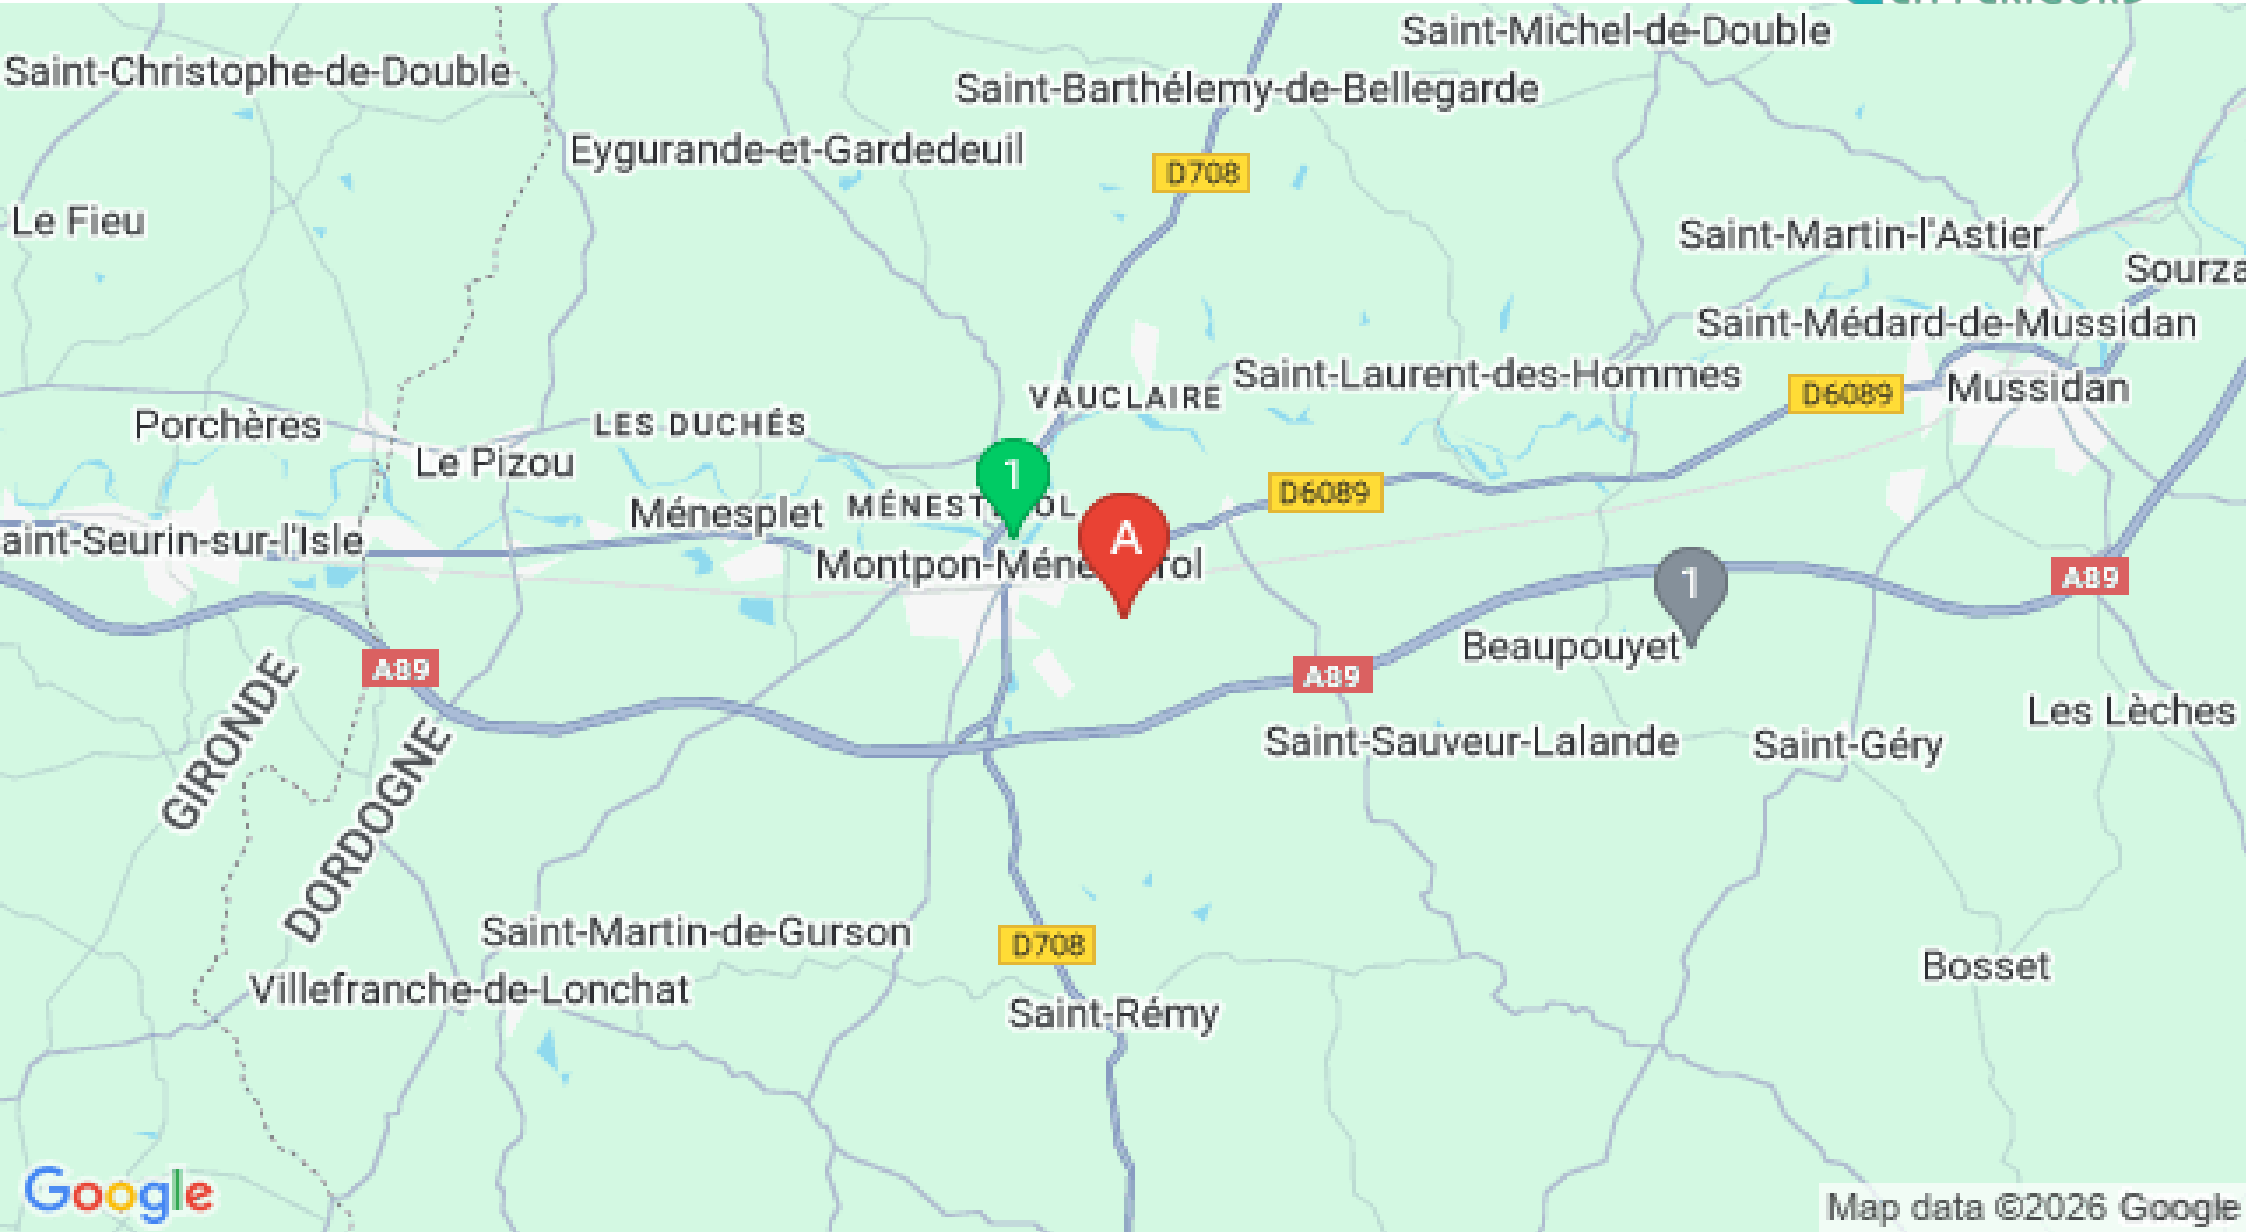 Saint-Michel-de-Double
Saint-Christophe-de-Double
Saint-Barthélemy-de-Bellegarde
Eygurande-et-Gardedeuil
D708
Le Fieu
Saint-Martin-l'Astier
Sourza
Saint-Médard-de-Mussidan
Saint-Laurent-des-Hommes
VAUCLAIRE
D6089
Mussidan
Porchères
LES DUCHÉS
Le Pizou
1
D6089
Ménesplet
aint-Seurin-sur-l'Isle
A
A89
1
Beaupouyet
A89
A89
GIRONDE
DORDOGNE
Les Lèches
Saint-Sauveur-Lalande
Saint-Géry
Saint-Martin-de-Gurson
D708
Bosset
Villefranche-de-Lonchat
Saint-Rémy
Google
Map data ©2026 Google